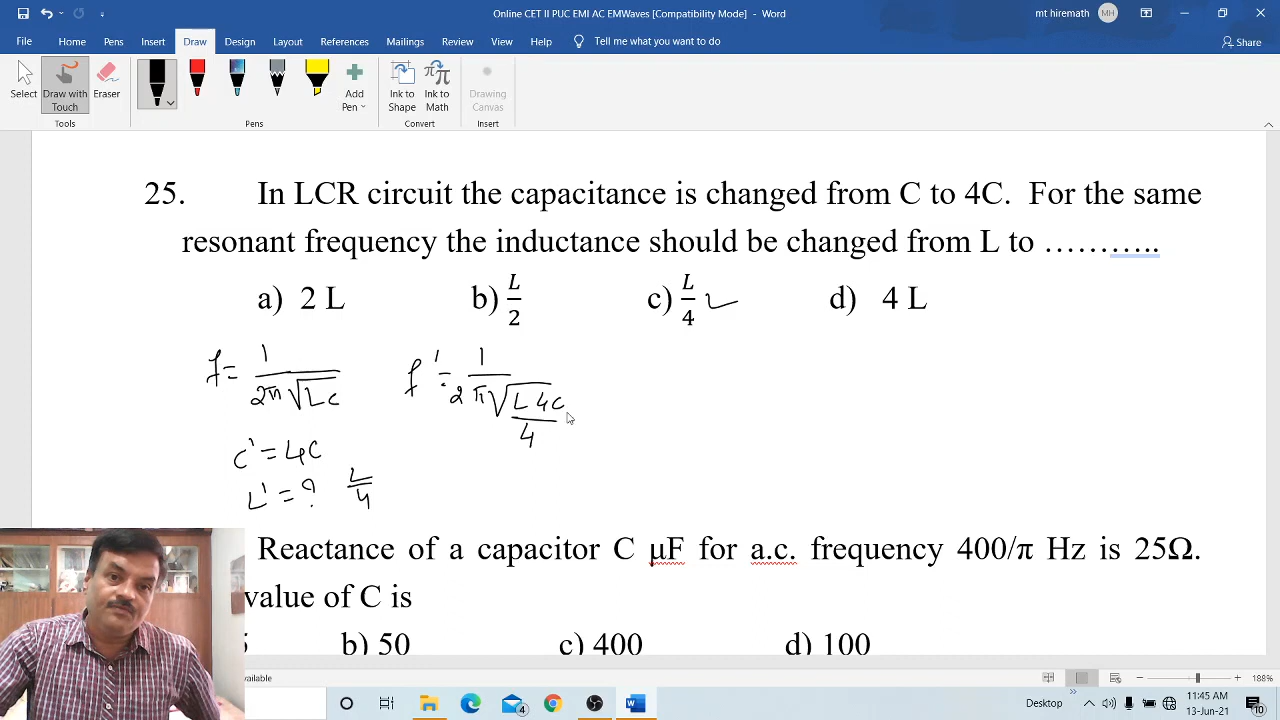 Online CET II PUC EMI AC EMWaves [Compatibility Mode] - Word
mt hiremath MH
File Home Insert Draw Design Layout References Mailings Review View Help Tell me what you want to do Share
Select
Draw with Touch
Eraser
Add Pen
Ink to Shape
Ink to Math
Drawing Canvas
Tools Pens Convert Insert
25. In LCR circuit the capacitance is changed from C to 4C. For the same
resonant frequency the inductance should be changed from L to ………..
a) 2 L b) L/2 c) L/4 d) 4 L
f = 1/2π√LC f' = 1/2π√L 4C/4
C' = 4C
L' = ? L/4
Reactance of a capacitor C μF for a.c. frequency 400/π Hz is 25Ω.
value of C is
b) 50 c) 400 d) 100
188%
Desktop
11:45 AM
13-Jun-21
4
10